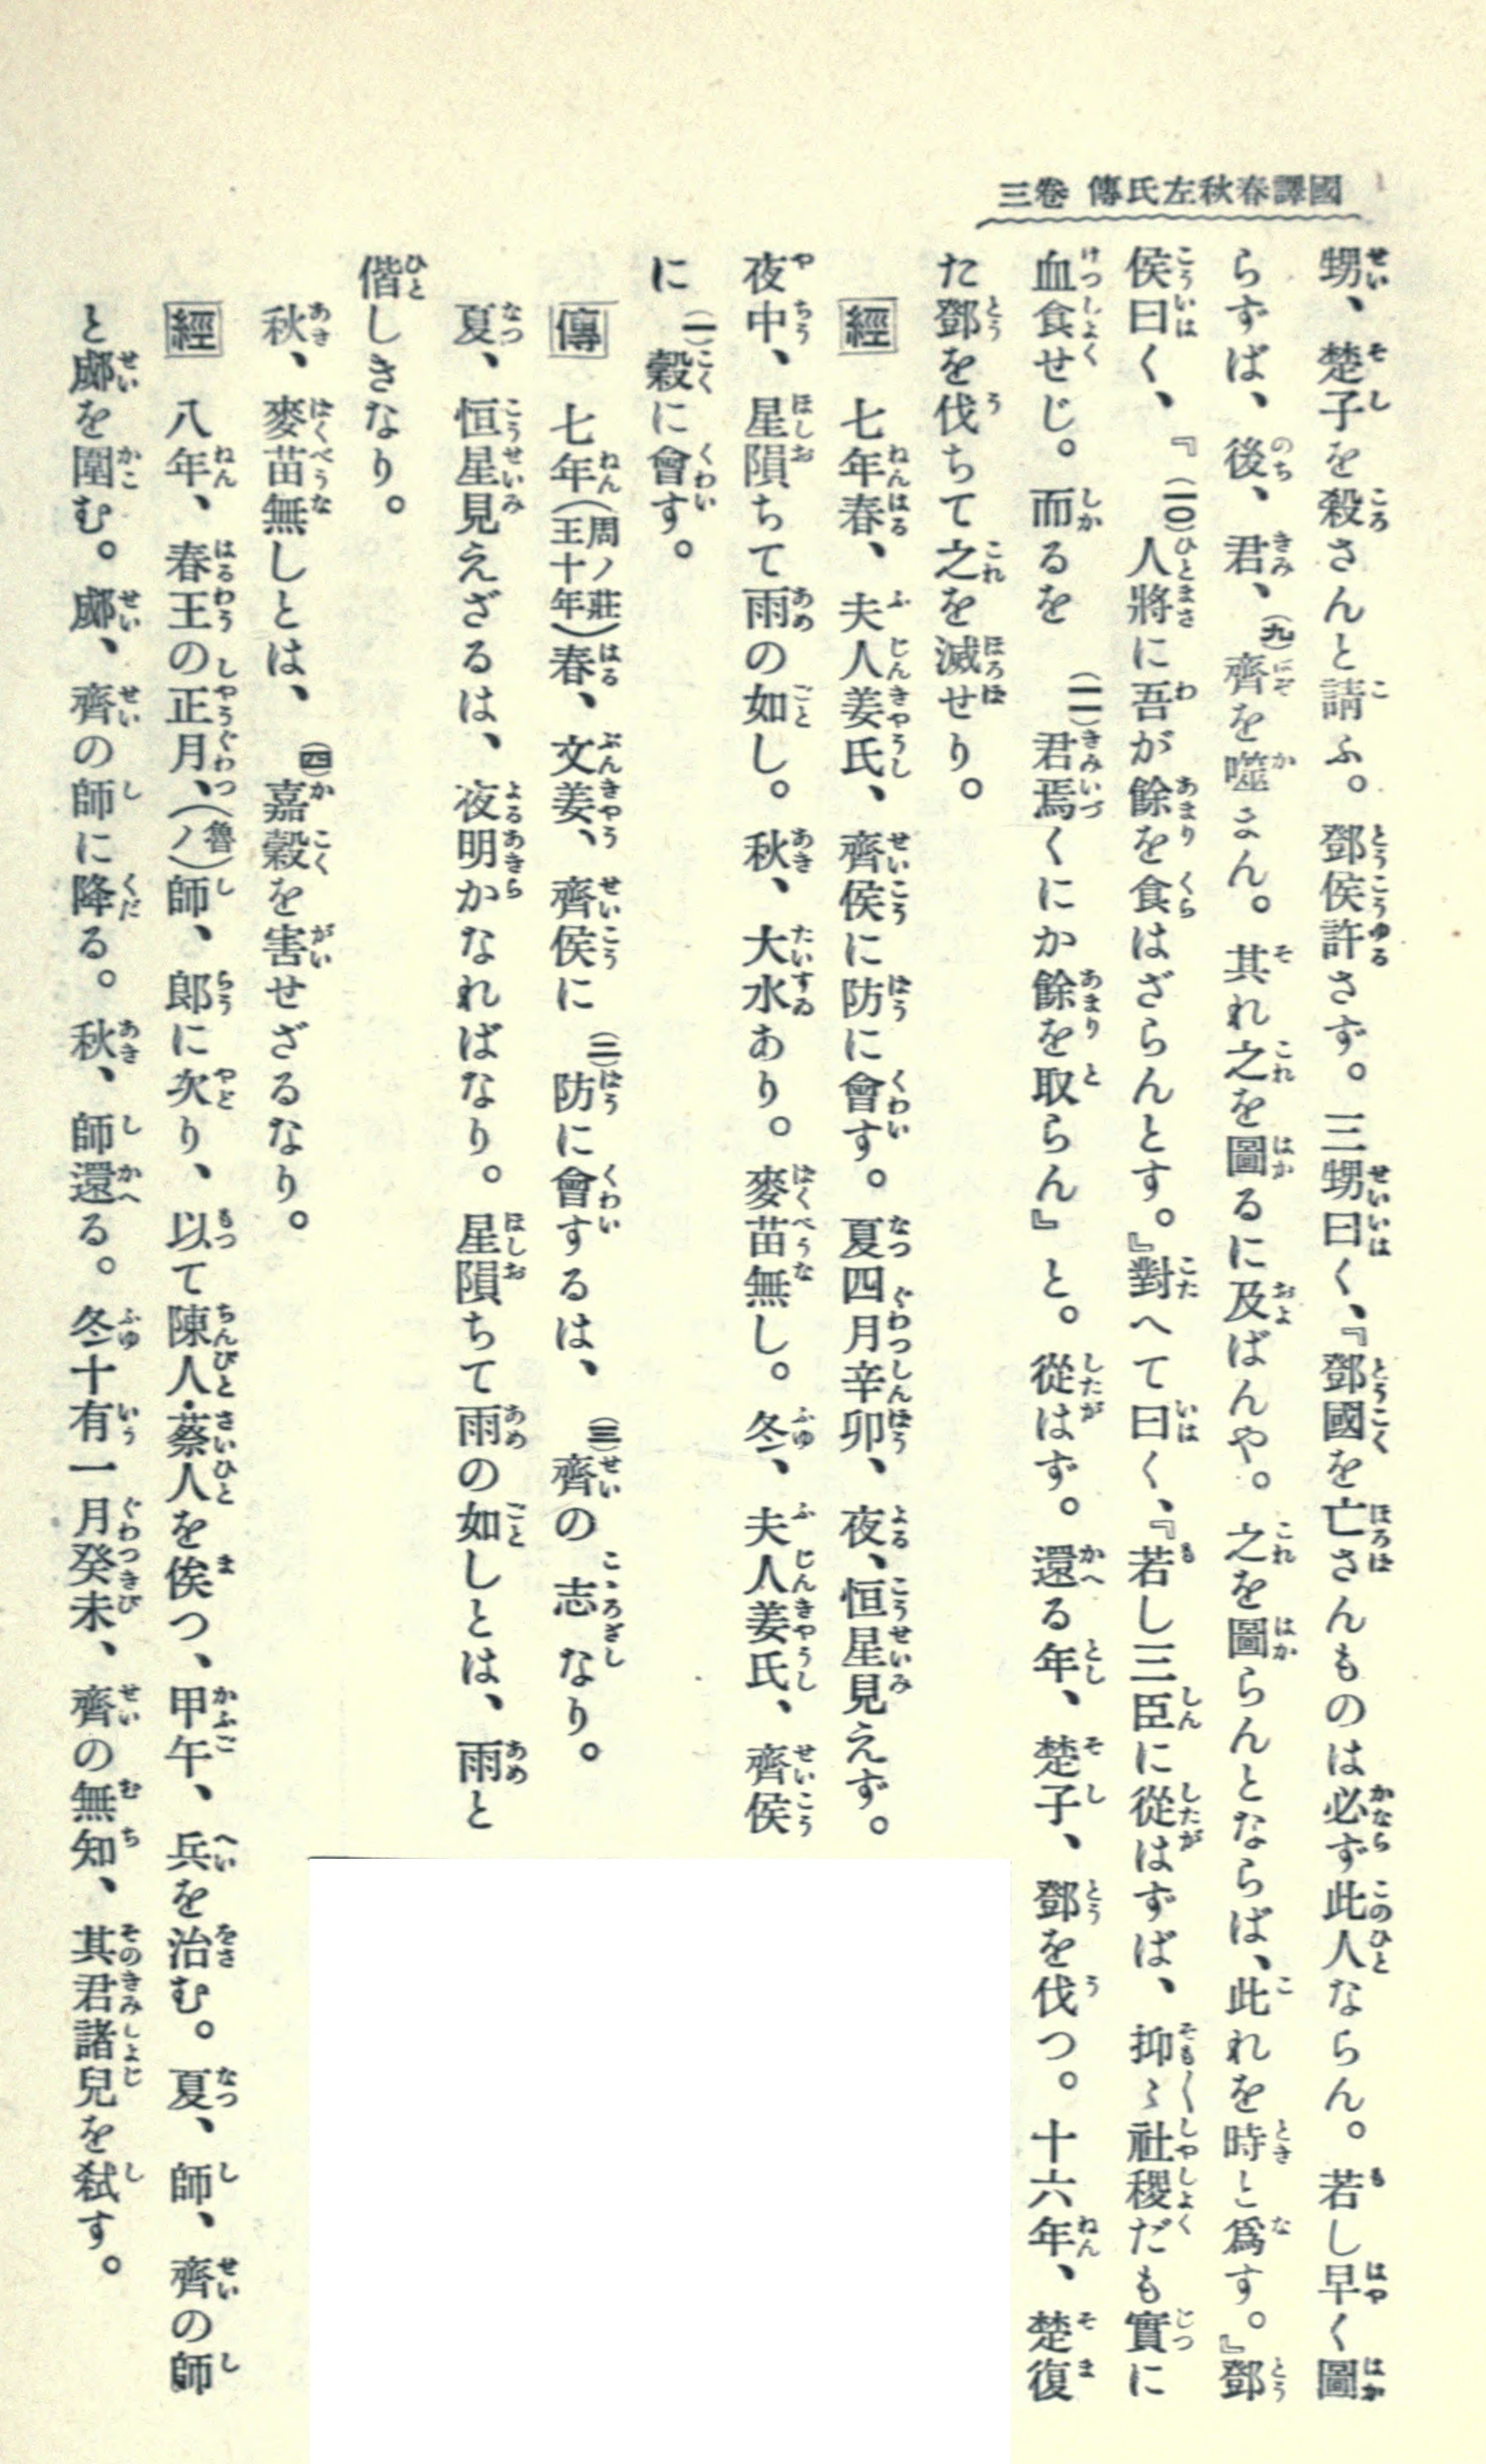 國譯春秋左氏傳 卷三
甥、楚子を殺さんと請ふ。鄧侯許さず。三甥曰く、『鄧國を亡さんものは必ず此人ならん。若し早く圖
らずば、後、君、(九)齊を噬まん。其れ之を圖るに及ばんや。之を圖らんとならば、此れを時と爲す。』鄧
侯曰く、『(一〇)人將に吾が餘を食はざらんとす。』對へて曰く、『若し三臣に從はずば、抑〻社稷だも實に
血食せじ。而るを(一一)君焉くにか餘を取らん』と。從はず。還る年、楚子、鄧を伐つ。十六年、楚復
た鄧を伐ちて之を滅せり。
經 七年春、夫人姜氏、齊侯に防に會す。夏四月辛卯、夜、恒星見えず。
夜中、星隕ちて雨の如し。秋、大水あり。麥苗無し。冬、夫人姜氏、齊侯
に(一)穀に會す。
傳 七年(周ノ莊王十年)春、文姜、齊侯に(二)防に會するは、(三)齊の志なり。
夏、恒星見えざるは、夜明かなればなり。星隕ちて雨の如しとは、雨と
偕しきなり。
秋、麥苗無しとは、(四)嘉穀を害せざるなり。
經 八年、春王の正月、(魯ノ)師、郎に次り、以て陳人・蔡人を俟つ、甲午、兵を治む。夏、師、齊の師
と郕を圍む。郕、齊の師に降る。秋、師還る。冬十有一月癸未、齊の無知、其君諸兒を弑す。